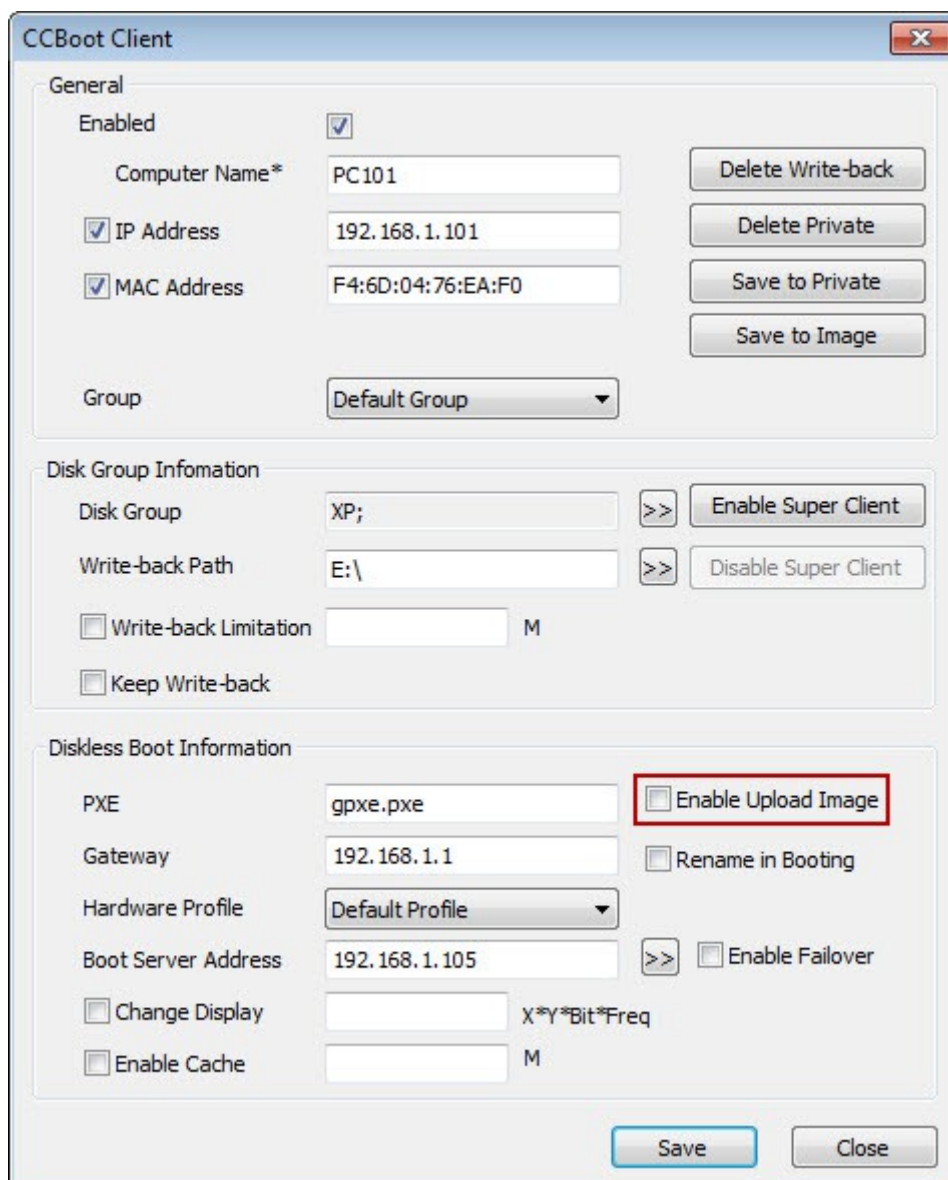 CCBoot Client
General
Enabled
Computer Name* PC101 Delete Write-back
IP Address 192.168.1.101 Delete Private
MAC Address F4:6D:04:76:EA:F0 Save to Private
Save to Image
Group Default Group
Disk Group Infomation
Disk Group XP; >> Enable Super Client
Write-back Path E:\ >> Disable Super Client
Write-back Limitation M
Keep Write-back
Diskless Boot Information
PXE gpxe.pxe Enable Upload Image
Gateway 192.168.1.1 Rename in Booting
Hardware Profile Default Profile
Boot Server Address 192.168.1.105 >> Enable Failover
Change Display X*Y*Bit*Freq
Enable Cache M
Save Close